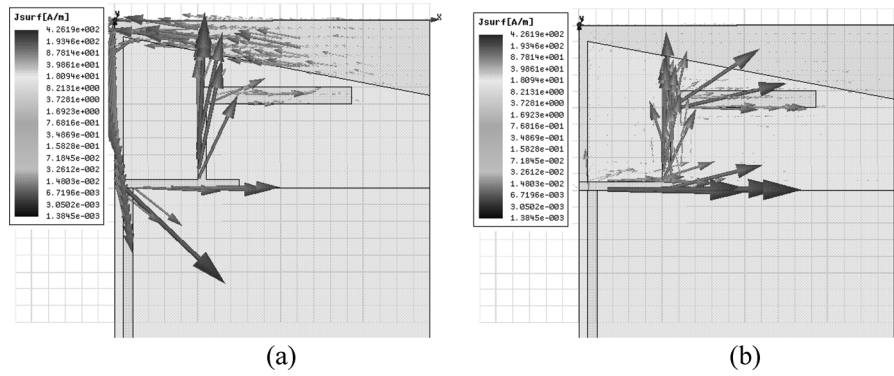 Jsurf[A/m]
4.2619e+002
1.9346e+002
8.7814e+001
3.9861e+001
1.8094e+001
8.2131e+000
3.7281e+000
1.6923e+000
7.6816e-001
3.4869e-001
1.5828e-001
7.1845e-002
3.2612e-002
1.4803e-002
6.7196e-003
3.0502e-003
1.3845e-003
Y
X
(a)
Jsurf[A/m]
4.2619e+002
1.9346e+002
8.7814e+001
3.9861e+001
1.8094e+001
8.2131e+000
3.7281e+000
1.6923e+000
7.6816e-001
3.4869e-001
1.5828e-001
7.1845e-002
3.2612e-002
1.4803e-002
6.7196e-003
3.0502e-003
1.3845e-003
(b)